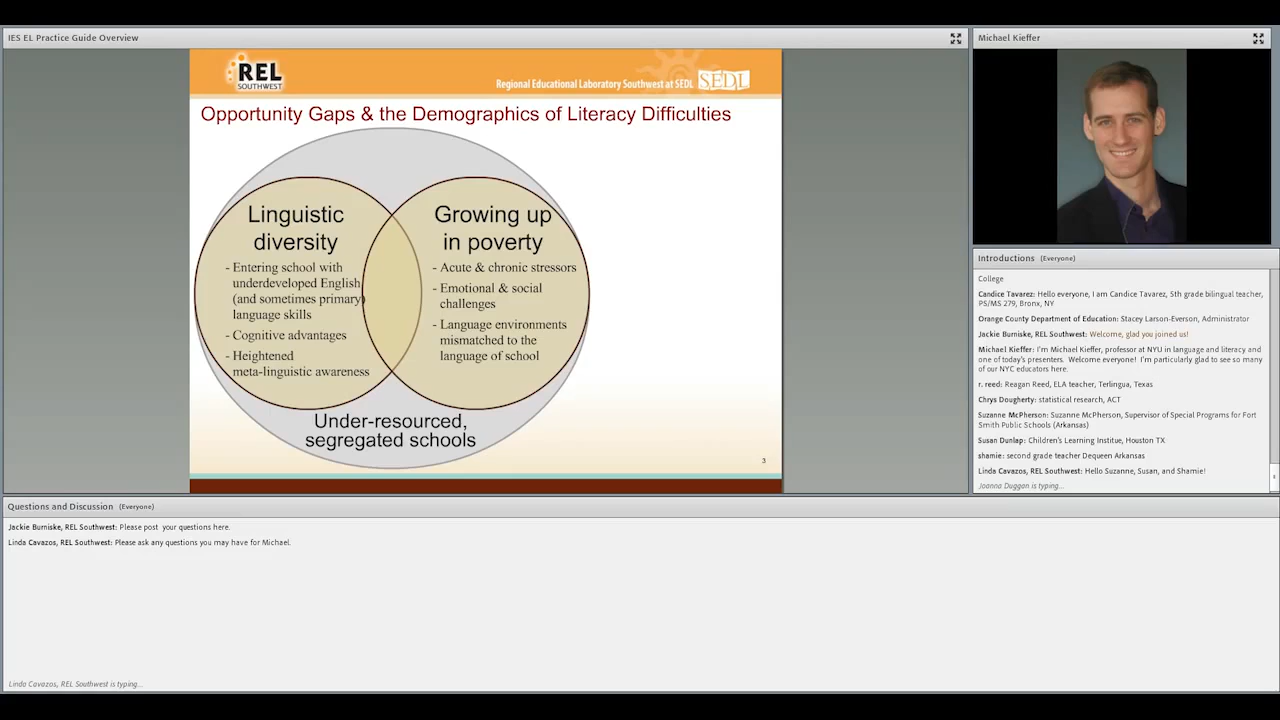 IES EL Practice Guide Overview
REL
SOUTHWEST
Regional Educational Laboratory Southwest at SEDL
SEDL
Opportunity Gaps & the Demographics of Literacy Difficulties
Linguistic
diversity
- Entering school with
underdeveloped English
(and sometimes primary)
language skills
- Cognitive advantages
- Heightened
meta-linguistic awareness
Growing up
in poverty
- Acute & chronic stressors
- Emotional & social
challenges
- Language environments
mismatched to the
language of school
Under-resourced,
segregated schools
3
Michael Kieffer
Introductions (Everyone)
College
Candice Tavarez: Hello everyone, I am Candice Tavarez, 5th grade bilingual teacher,
PS/MS 279, Bronx, NY
Orange County Department of Education: Stacey Larson-Everson, Administrator
Jackie Burniske, REL Southwest: Welcome, glad you joined us!
Michael Kieffer: I'm Michael Kieffer, professor at NYU in language and literacy and
one of today's presenters. Welcome everyone! I'm particularly glad to see so many
of our NYC educators here.
r. reed: Reagan Reed, ELA teacher, Terlingua, Texas
Chrys Dougherty: statistical research, ACT
Suzanne McPherson: Suzanne McPherson, Supervisor of Special Programs for Fort
Smith Public Schools (Arkansas)
Susan Dunlap: Children's Learning Institue, Houston TX
shamie: second grade teacher Dequeen Arkansas
Linda Cavazos, REL Southwest: Hello Suzanne, Susan, and Shamie!
Joanna Duggan is typing...
Questions and Discussion (Everyone)
Jackie Burniske, REL Southwest: Please post your questions here.
Linda Cavazos, REL Southwest: Please ask any questions you may have for Michael.
Linda Cavazos, REL Southwest is typing...